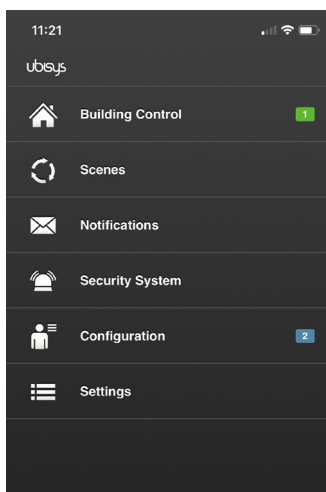 11:21
ubisys
Building Control 1
Scenes
Notifications
Security System
Configuration 2
Settings